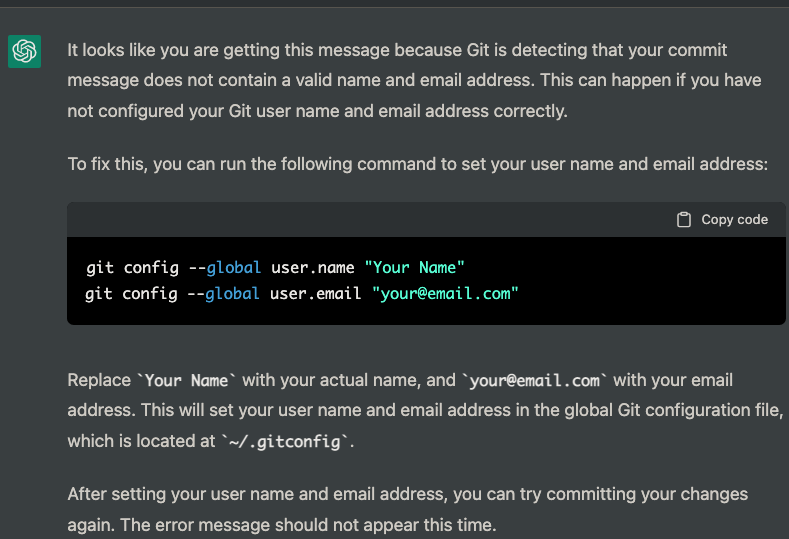 It looks like you are getting this message because Git is detecting that your commit
message does not contain a valid name and email address. This can happen if you have
not configured your Git user name and email address correctly.
To fix this, you can run the following command to set your user name and email address:
Copy code
git config --global user.name "Your Name"
git config --global user.email "your@email.com"
Replace `Your Name` with your actual name, and `your@email.com` with your email
address. This will set your user name and email address in the global Git configuration file,
which is located at `~/.gitconfig`.
After setting your user name and email address, you can try committing your changes
again. The error message should not appear this time.